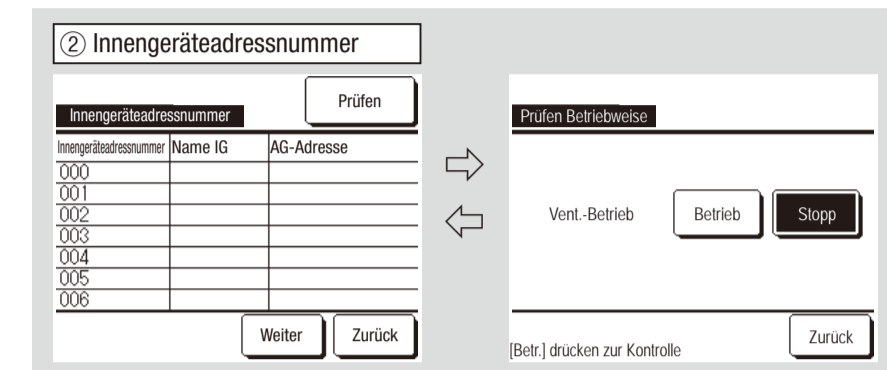 ② Innengeräteadressnummer
Prüfen
Innengeräteadressnummer
Innengeräteadressnummer Name IG AG-Adresse
000
001
002
003
004
005
006
Weiter Zurück
Prüfen Betriebweise
Vent.-Betrieb Betrieb Stopp
[Betr.] drücken zur Kontrolle
Zurück